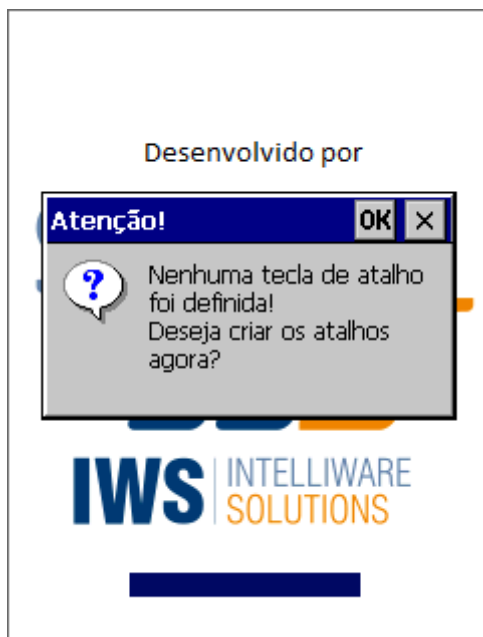 Desenvolvido por
Atenção!
OK
Nenhuma tecla de atalho
foi definida!
Deseja criar os atalhos
agora?
IWS INTELLIWARE
SOLUTIONS